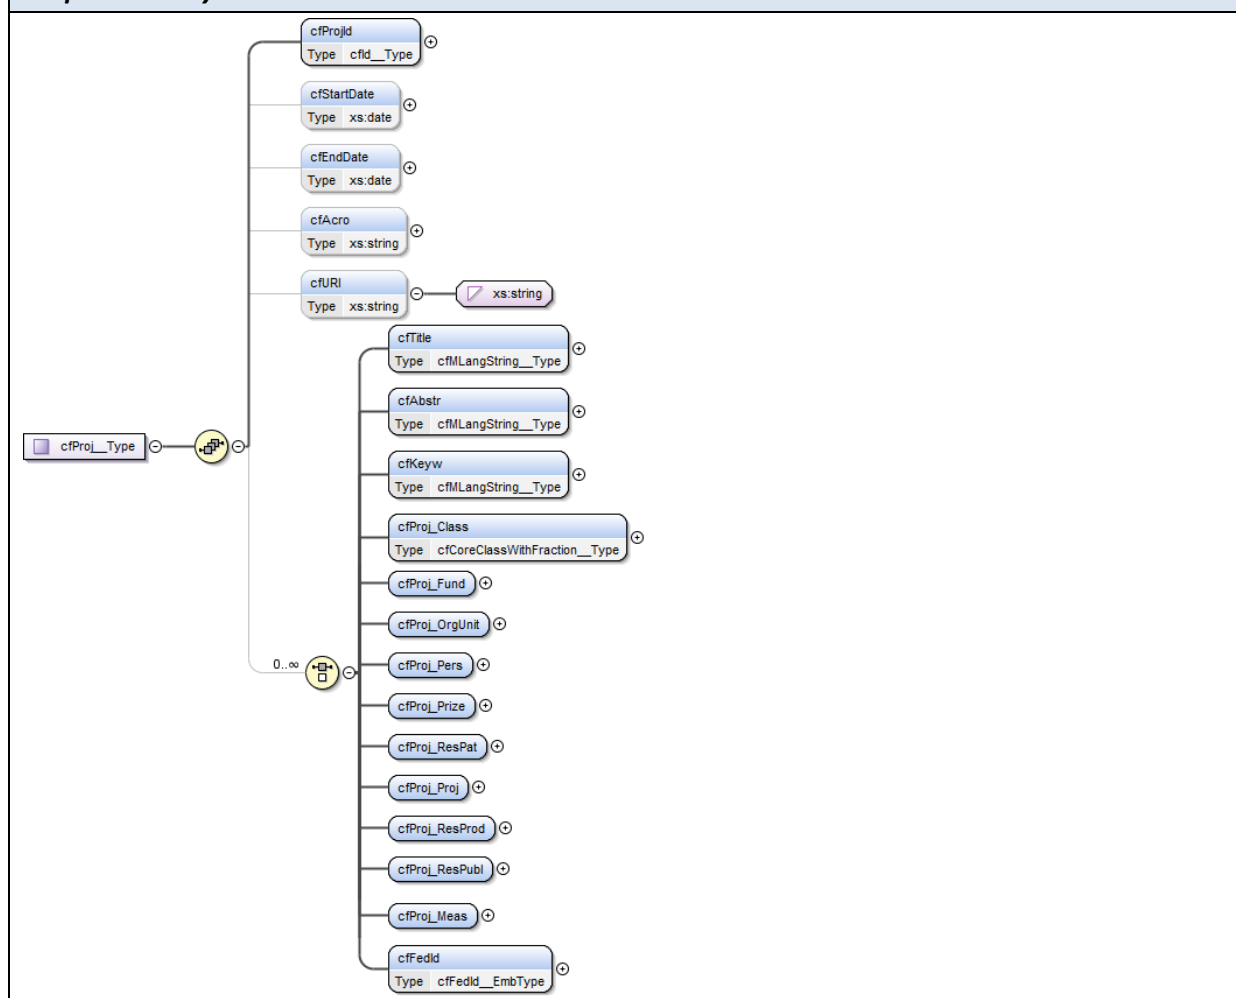 cfProjId
Type cfId__Type
cfStartDate
Type xs:date
cfEndDate
Type xs:date
cfAcro
Type xs:string
cfURI
Type xs:string
xs:string
cfTitle
Type cfMLangString__Type
cfAbstr
Type cfMLangString__Type
cfProj__Type
cfKeyw
Type cfMLangString__Type
cfProj_Class
Type cfCoreClassWithFraction__Type
cfProj_Fund
cfProj_OrgUnit
0..∞
cfProj_Pers
cfProj_Prize
cfProj_ResPat
cfProj_Proj
cfProj_ResProd
cfProj_ResPubl
cfProj_Meas
cfFedId
Type cfFedId__EmbType